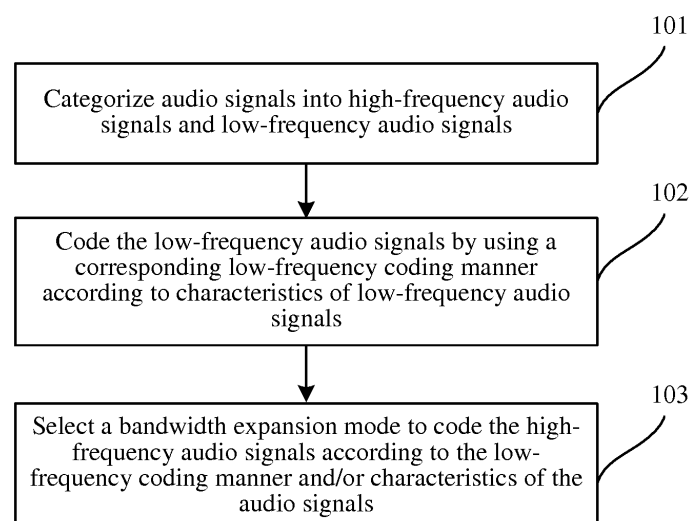 101
Categorize audio signals into high-frequency audio
signals and low-frequency audio signals
102
Code the low-frequency audio signals by using a
corresponding low-frequency coding manner
according to characteristics of low-frequency audio
signals
103
Select a bandwidth expansion mode to code the high-
frequency audio signals according to the low-
frequency coding manner and/or characteristics of the
audio signals